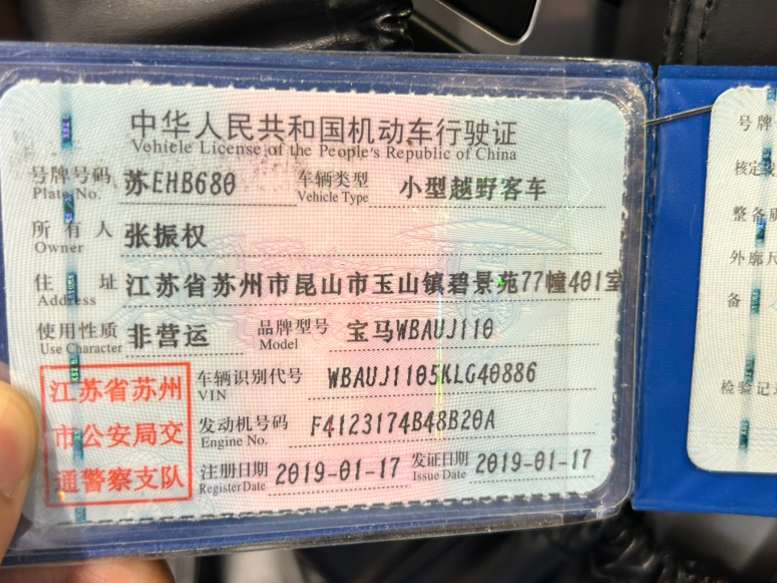 中华人民共和国机动车行驶证
Vehicle License of the People's Republic of China
号牌号码 苏EHB680 车辆类型 小型越野客车
Plate No. Vehicle Type
所有人 张振权
Owner
住址 江苏省苏州市昆山市玉山镇碧景苑77幢401室
Address
使用性质 非营运 品牌型号 宝马WBAUJ110
Use Character Model
江苏省苏州
市公安局交
通警察支队
车辆识别代号 WBAUJ1105KLG40886
VIN
发动机号码 F4123174B48B20A
Engine No.
注册日期 2019-01-17 发证日期 2019-01-17
Register Date Issue Date
号牌
核定
整备质
外廓尺
备
检验记